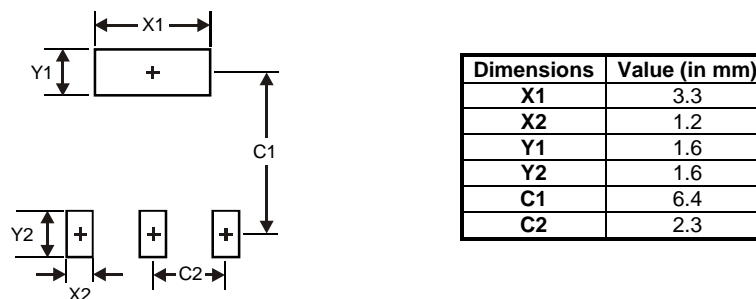 X1
Y1
C1
Y2
C2
X2
Dimensions Value (in mm)
X1 3.3
X2 1.2
Y1 1.6
Y2 1.6
C1 6.4
C2 2.3